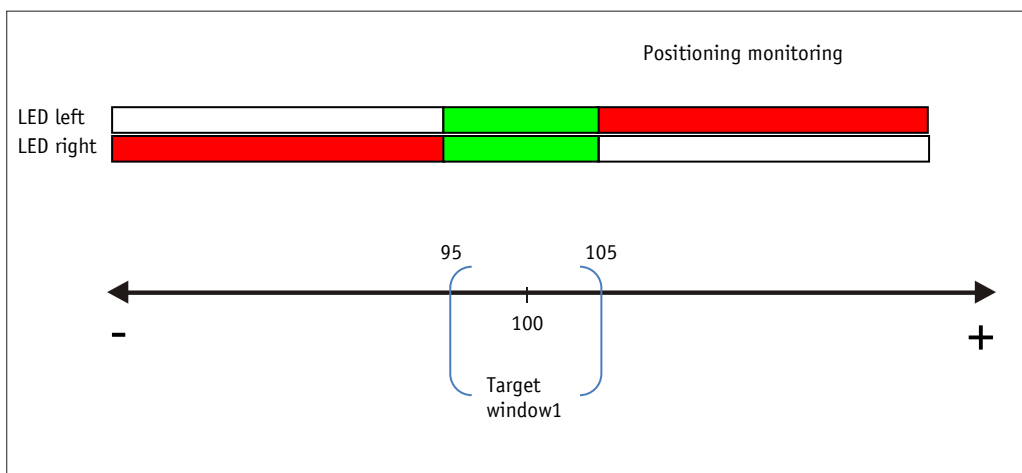 Positioning monitoring
LED left
LED right
95
105
100
-
+
Target
window1